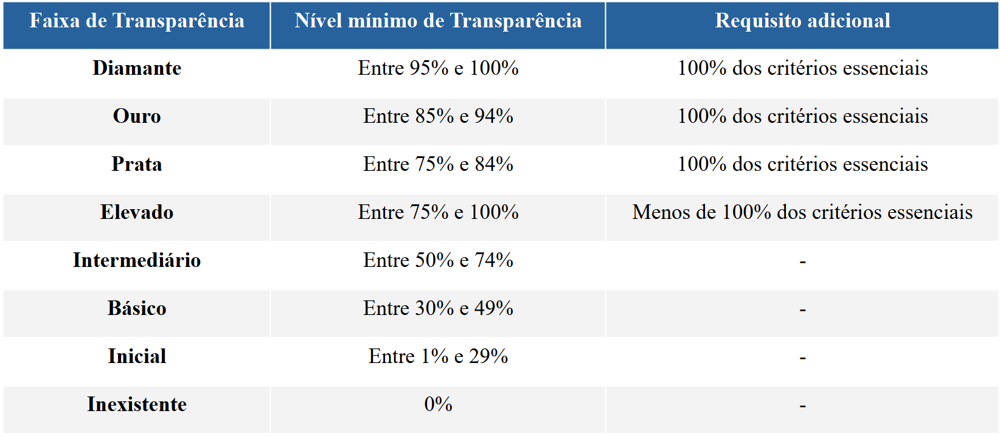 Faixa de Transparência Nível mínimo de Transparência Requisito adicional
Diamante Entre 95% e 100% 100% dos critérios essenciais
Ouro Entre 85% e 94% 100% dos critérios essenciais
Prata Entre 75% e 84% 100% dos critérios essenciais
Elevado Entre 75% e 100% Menos de 100% dos critérios essenciais
Intermediário Entre 50% e 74% -
Básico Entre 30% e 49% -
Inicial Entre 1% e 29% -
Inexistente 0% -